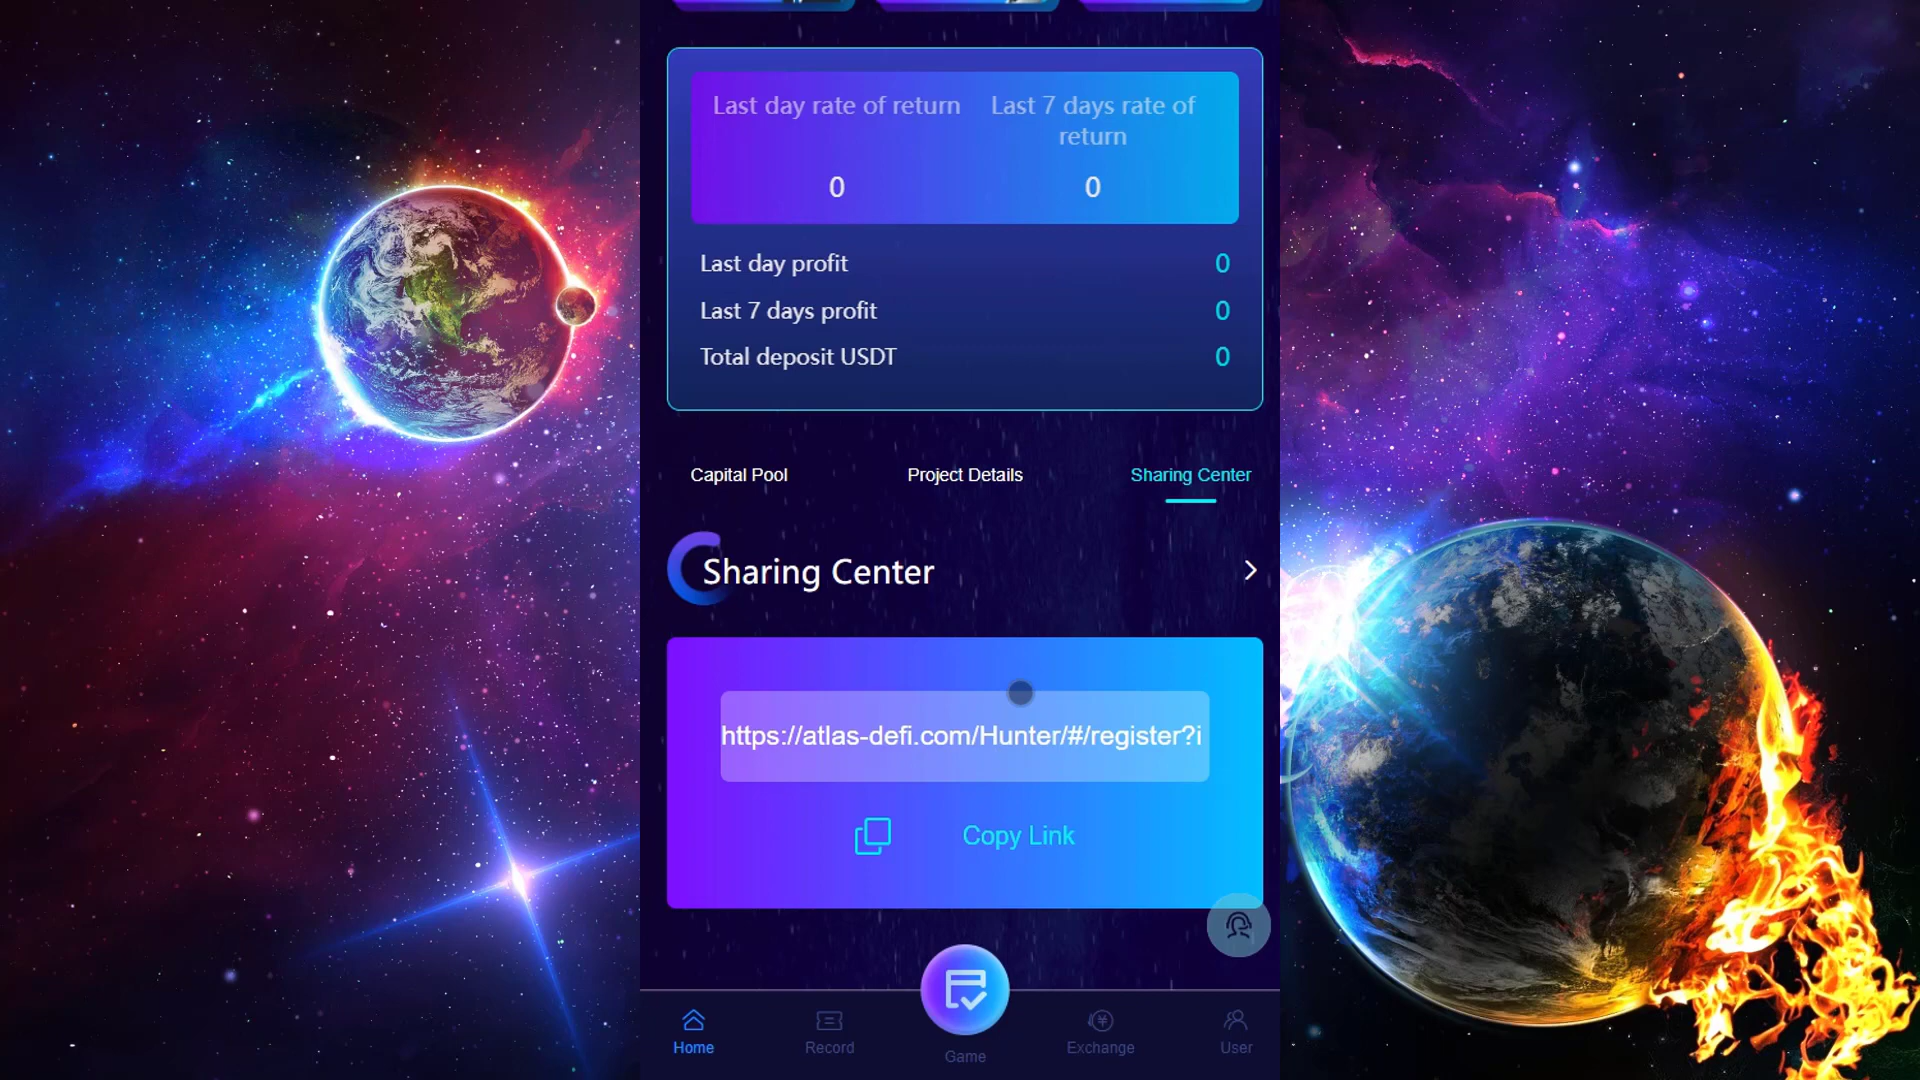 Last day rate of return
Last 7 days rate of
return
0
0
Last day profit
0
Last 7 days profit
0
Total deposit USDT
0
Capital Pool
Project Details
Sharing Center
Sharing Center
https://atlas-defi.com/Hunter/#/register?i
Copy Link
Home
Record
Game
Exchange
User